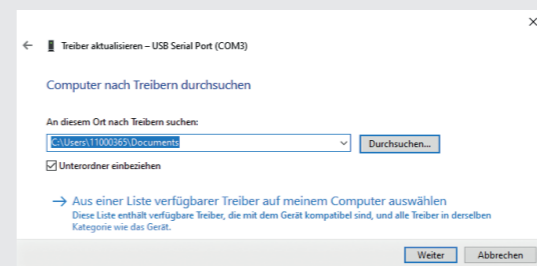 Treiber aktualisieren – USB Serial Port (COM3)
Computer nach Treibern durchsuchen
An diesem Ort nach Treibern suchen:
C:\Users\11000365\Documents
Durchsuchen...
Unterordner einbeziehen
Aus einer Liste verfügbarer Treiber auf meinem Computer auswählen
Diese Liste enthält verfügbare Treiber, die mit dem Gerät kompatibel sind, und alle Treiber in derselben
Kategorie wie das Gerät.
Weiter Abbrechen